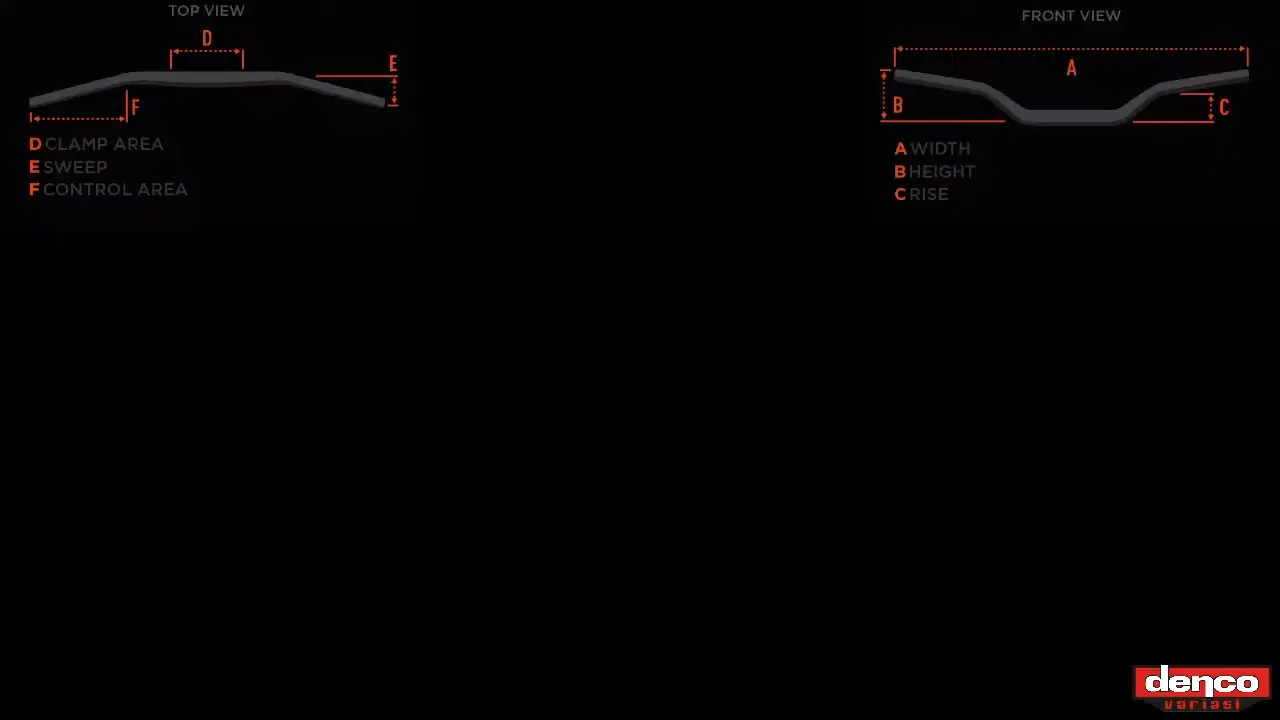 TOP VIEW
D
E
F
D CLAMP AREA
E SWEEP
F CONTROL AREA
FRONT VIEW
A
B
C
A WIDTH
B HEIGHT
C RISE
denco
variasi